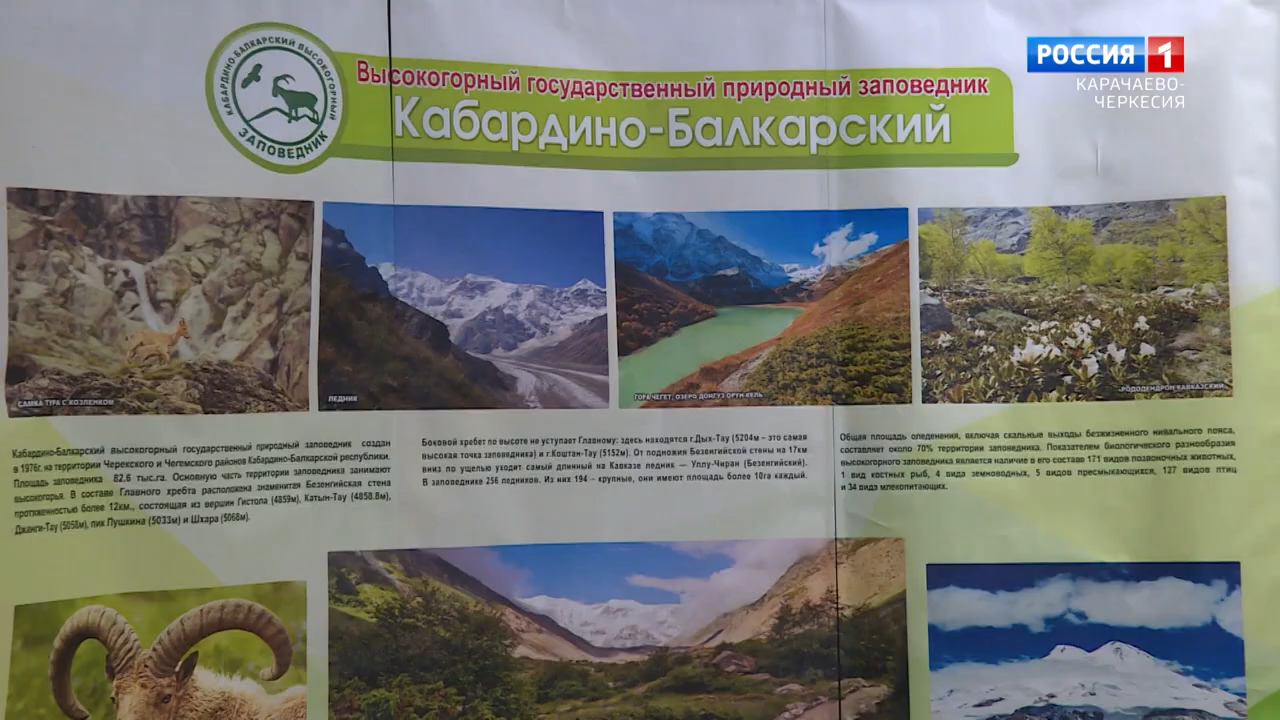 РОССИЯ 1
КАРАЧАЕВО-
ЧЕРКЕСИЯ
КАБАРДИНО-БАЛКАРСКИЙ ВЫСОКОГОРНЫЙ
ЗАПОВЕДНИК
Высокогорный государственный природный заповедник
Кабардино-Балкарский
САМКА ТУРА С КОЗЛЕНКОМ
ЛЕДНИК
ГОРА ЧЕГЕТ, ОЗЕРО ДОНГУЗ ОРУН КЕЛЬ
РОДОДЕНДРОН КАВКАЗСКИЙ
Кабардино-Балкарский высокогорный государственный природный заповедник создан
в 1976г. на территории Черекского и Чегемского районов Кабардино-Балкарской республики.
Площадь заповедника 82.6 тыс.га. Основную часть территории заповедника занимают
высокогорья. В составе Главного хребта расположена знаменитая Безенгийская стена
протяженностью более 12км., состоящая из вершин Гистола (4859м), Катын-Тау (4858.8м),
Джанги-Тау (5058м), пик Пушкина (5033м) и Шхара (5068м).
Боковой хребет по высоте не уступает Главному: здесь находятся г.Дых-Тау (5204м – это самая
высокая точка заповедника) и г.Коштан-Тау (5152м). От подножия Безенгийской стены на 17км
вниз по ущелью уходит самый длинный на Кавказе ледник — Уллу-Чиран (Безенгийский).
В заповеднике 256 ледников. Из них 194 – крупные, они имеют площадь более 10га каждый.
Общая площадь оледенения, включая скальные выходы безжизненного нивального пояса,
составляет около 70% территории заповедника. Показателем биологического разнообразия
высокогорного заповедника является наличие в его составе 171 видов позвоночных животных,
1 вид костных рыб, 4 вида земноводных, 5 видов пресмыкающихся, 127 видов птиц
и 34 вида млекопитающих.